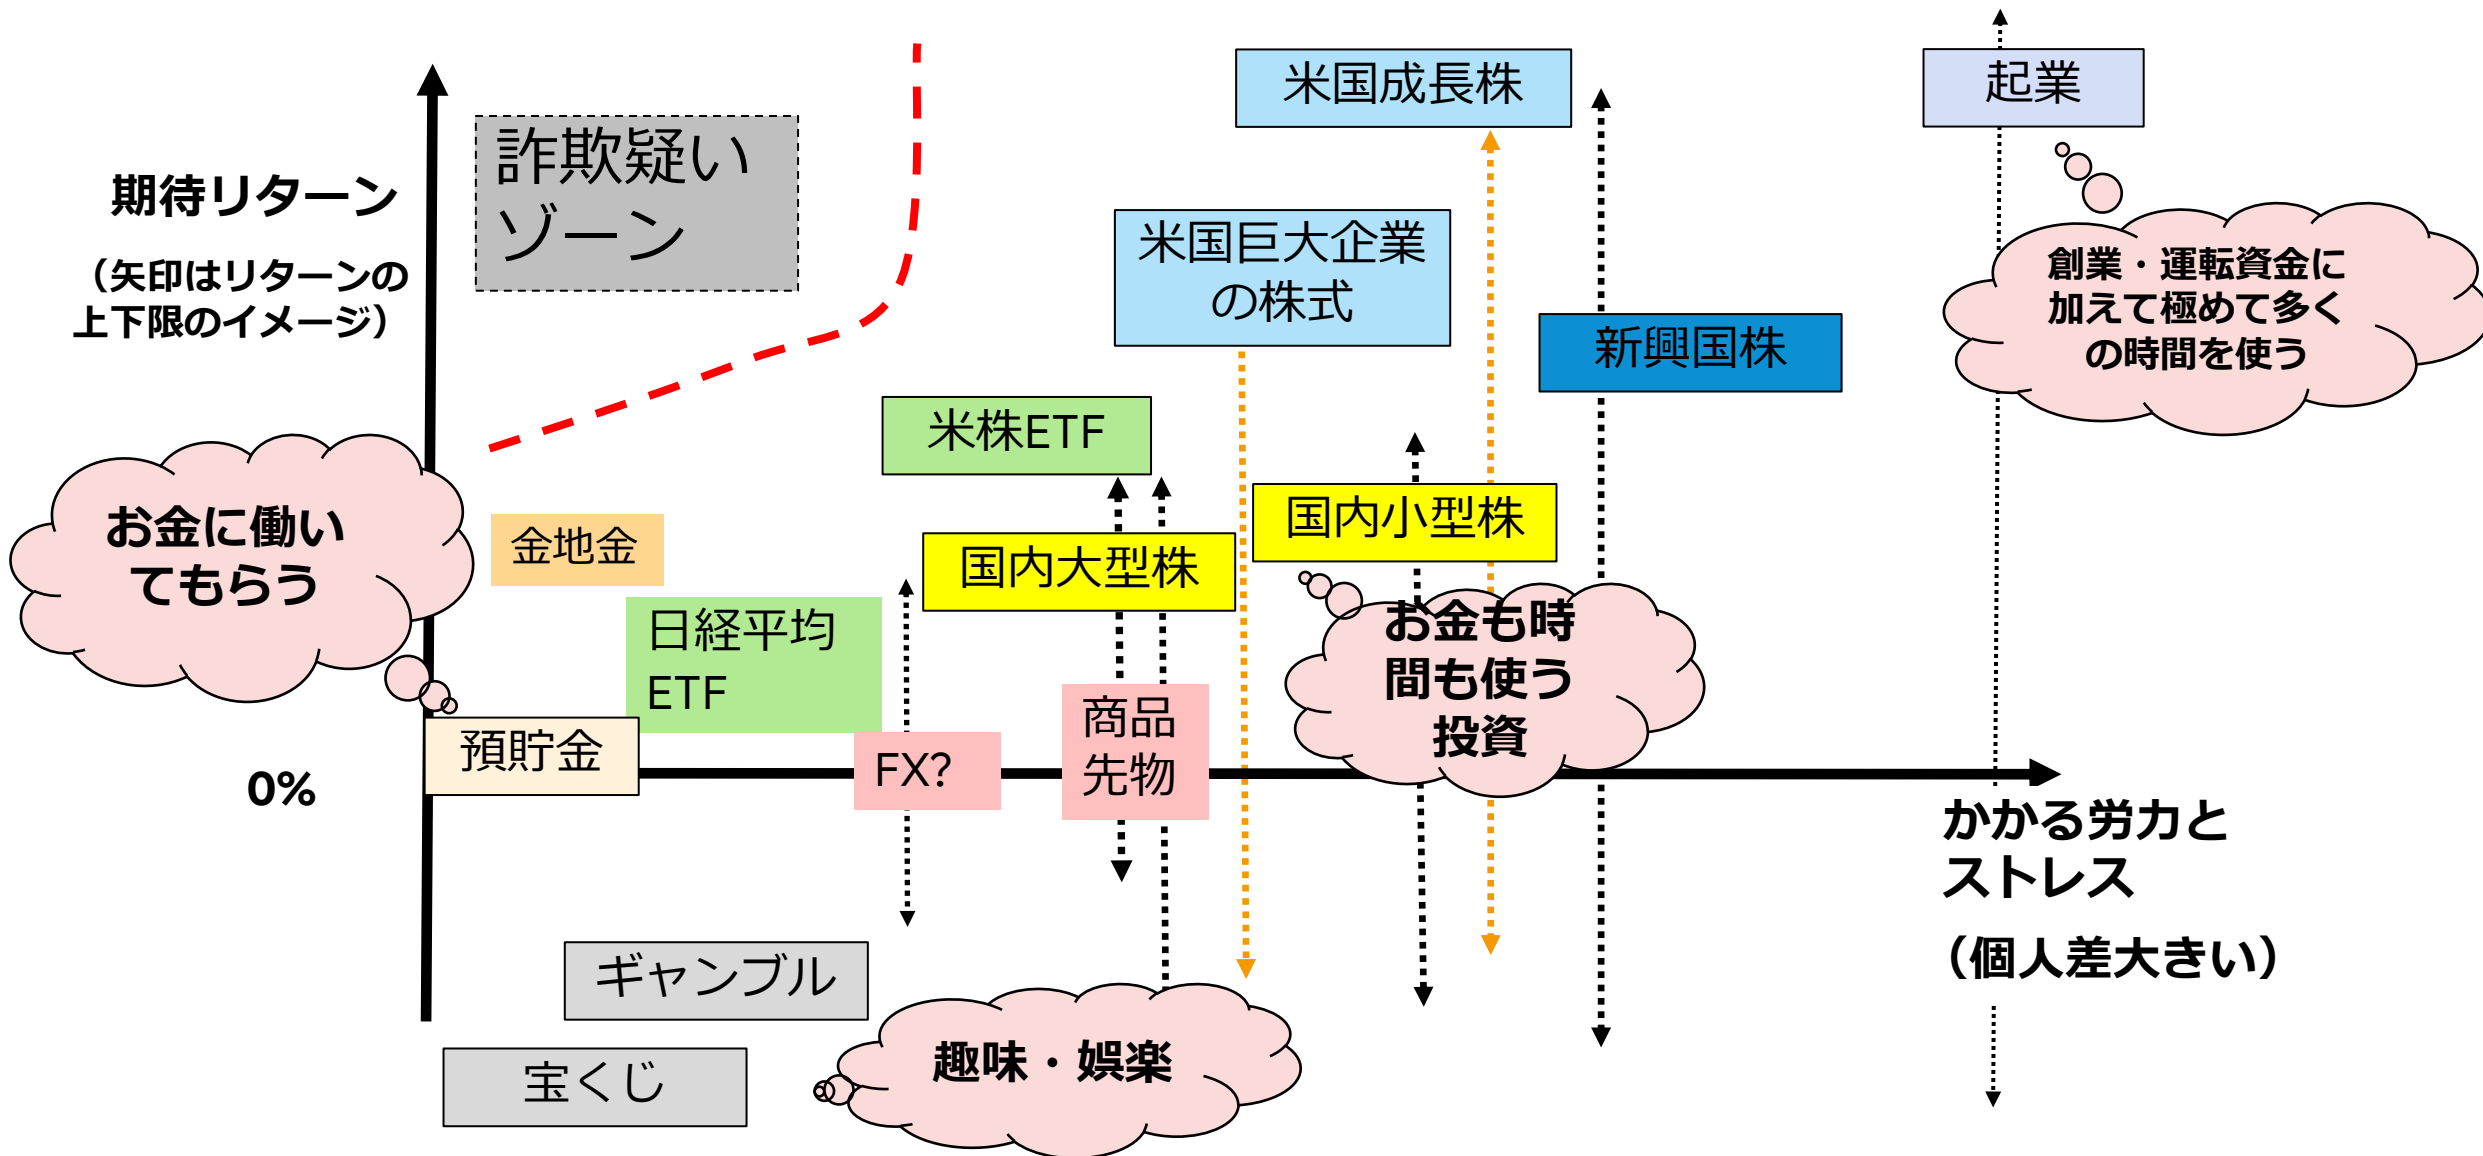 米国成長株
起業
詐欺疑い
ゾーン
期待リターン
（矢印はリターンの
上下限のイメージ）
米国巨大企業
の株式
創業・運転資金に
加えて極めて多く
の時間を使う
新興国株
米株ETF
お金に働い
てもらう
金地金
国内小型株
国内大型株
日経平均
ETF
お金も時
間も使う
投資
預貯金
FX?
商品
先物
0%
かかる労力と
ストレス
（個人差大きい）
ギャンブル
趣味・娯楽
宝くじ